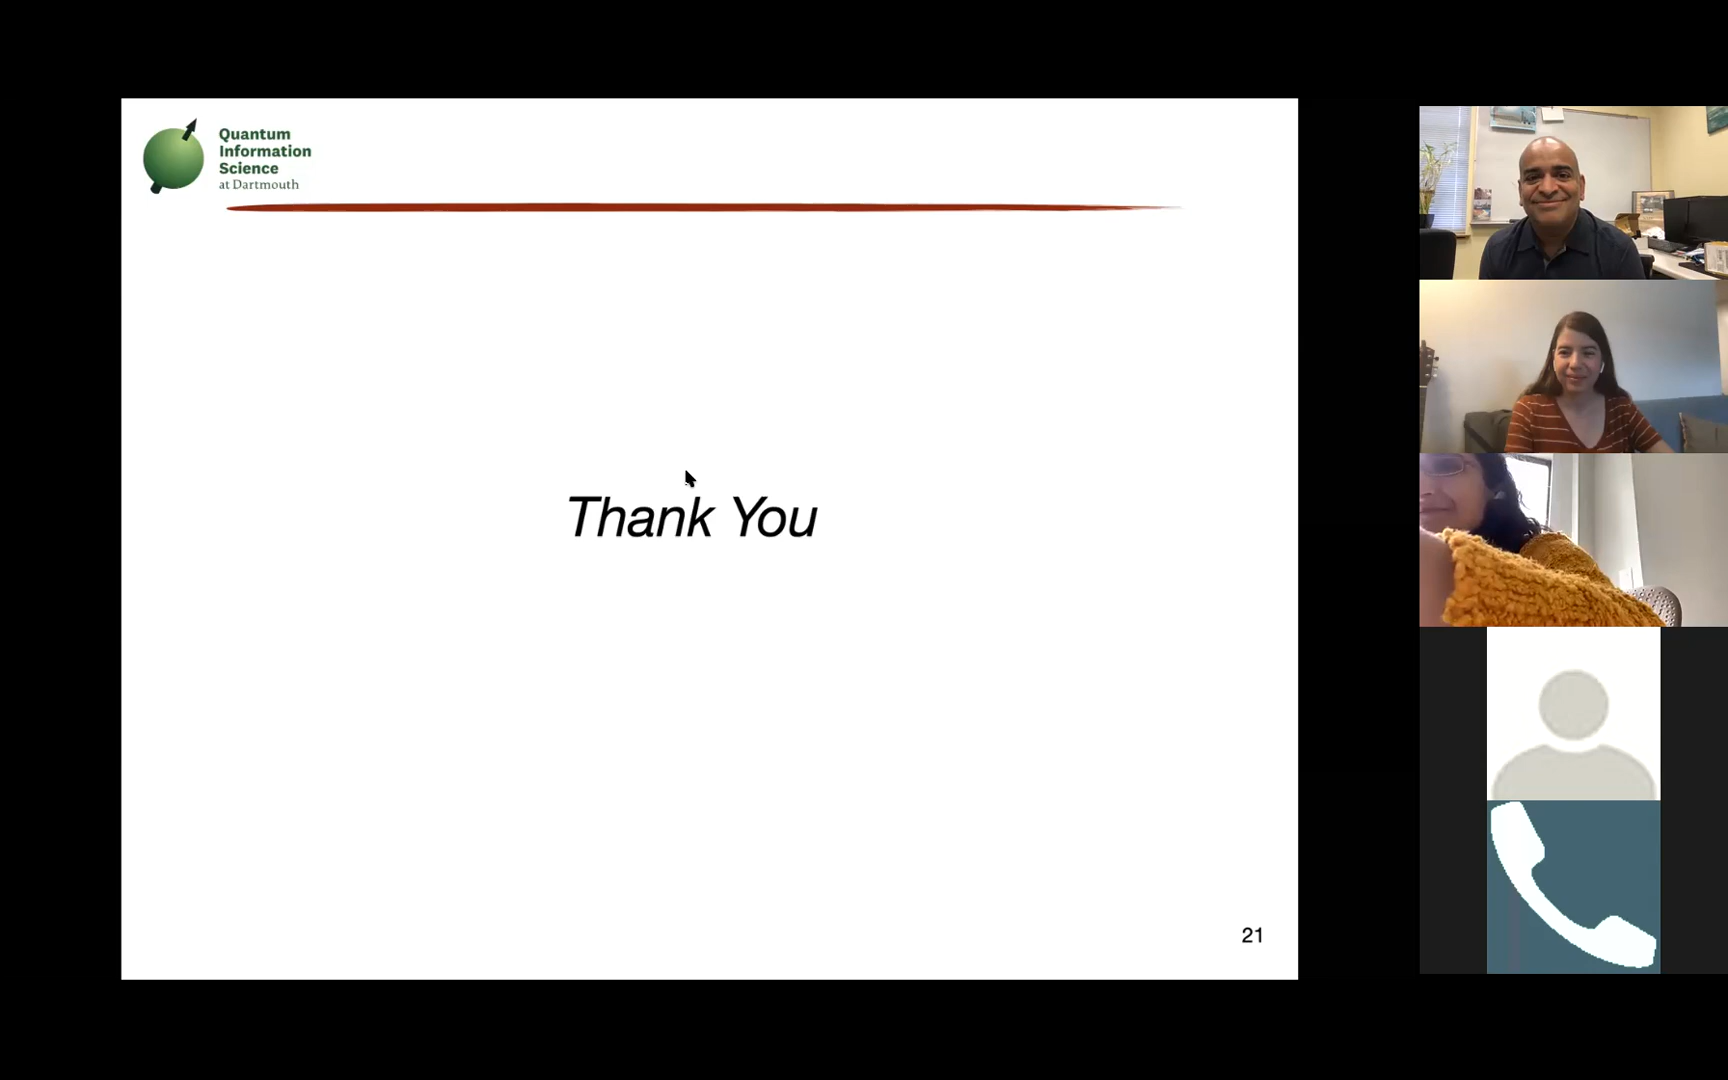 Quantum
Information
Science
at Dartmouth
Thank You
21